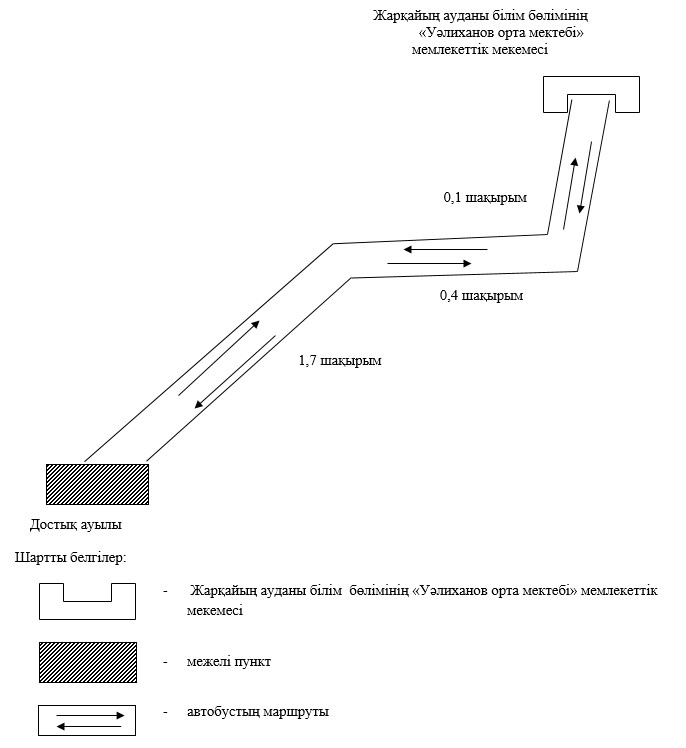 Жарқайың ауданы білім бөлімінің
«Уәлиханов орта мектебі»
мемлекеттік мекемесі
0,1 шақырым
0,4 шақырым
1,7 шақырым
Достық ауылы
Шартты белгілер:
- Жарқайың ауданы білім бөлімінің «Уәлиханов орта мектебі» мемлекеттік
мекемесі
- межелі пункт
- автобустың маршруты